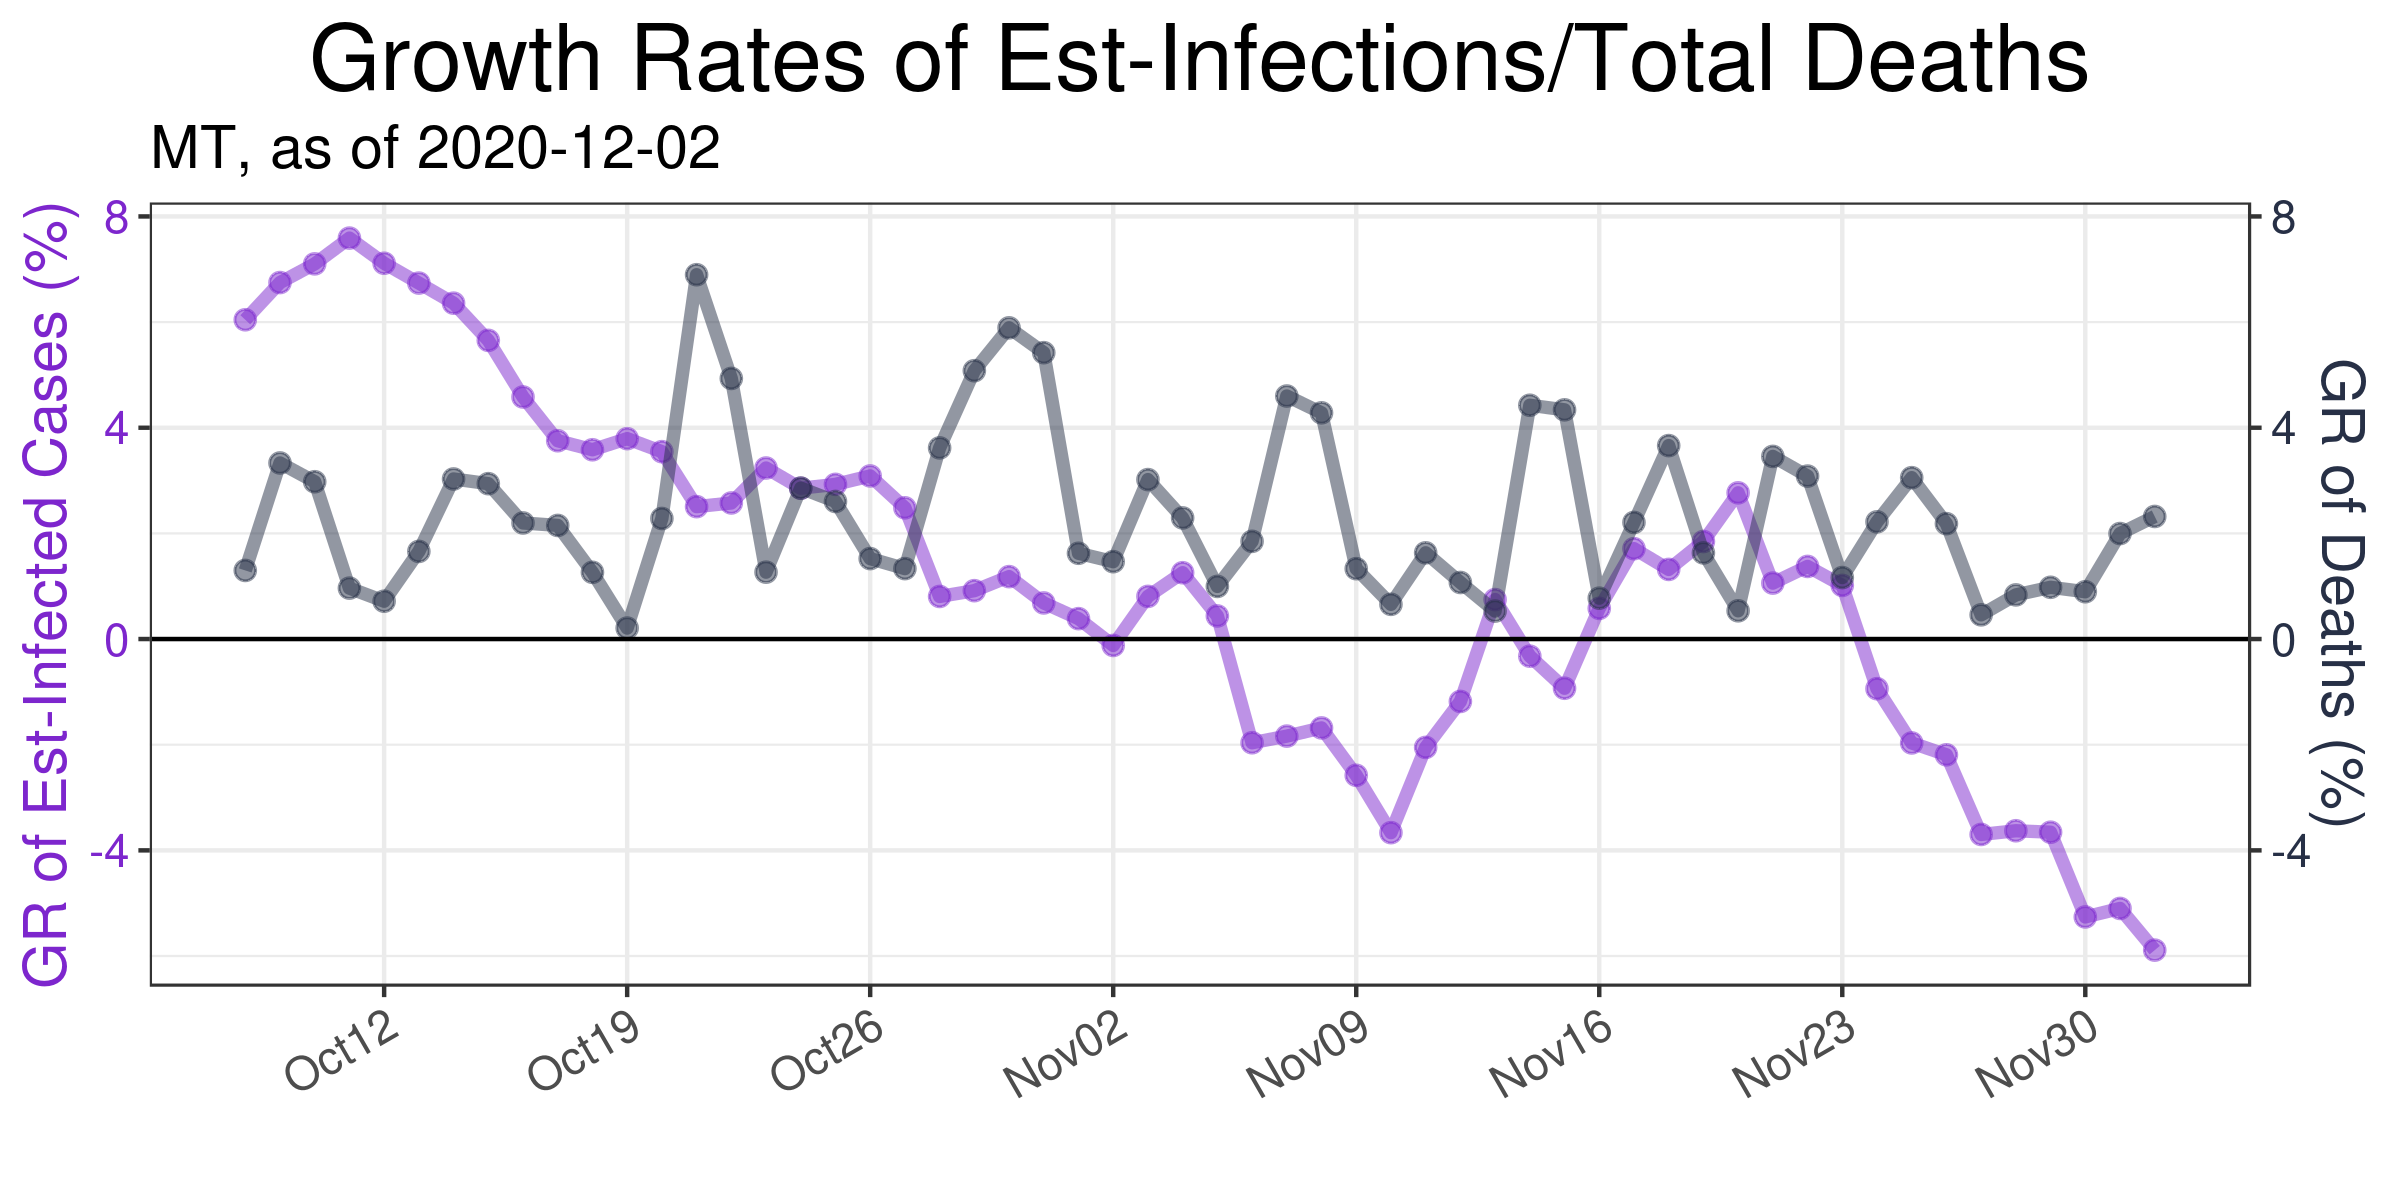 Growth Rates of Est-Infections/Total Deaths
MT, as of 2020-12-02
GR of Est-Infected Cases (%)
8
4
0
-4
8
4
0
-4
GR of Deaths (%)
Oct12
Oct19
Oct26
Nov02
Nov09
Nov16
Nov23
Nov30